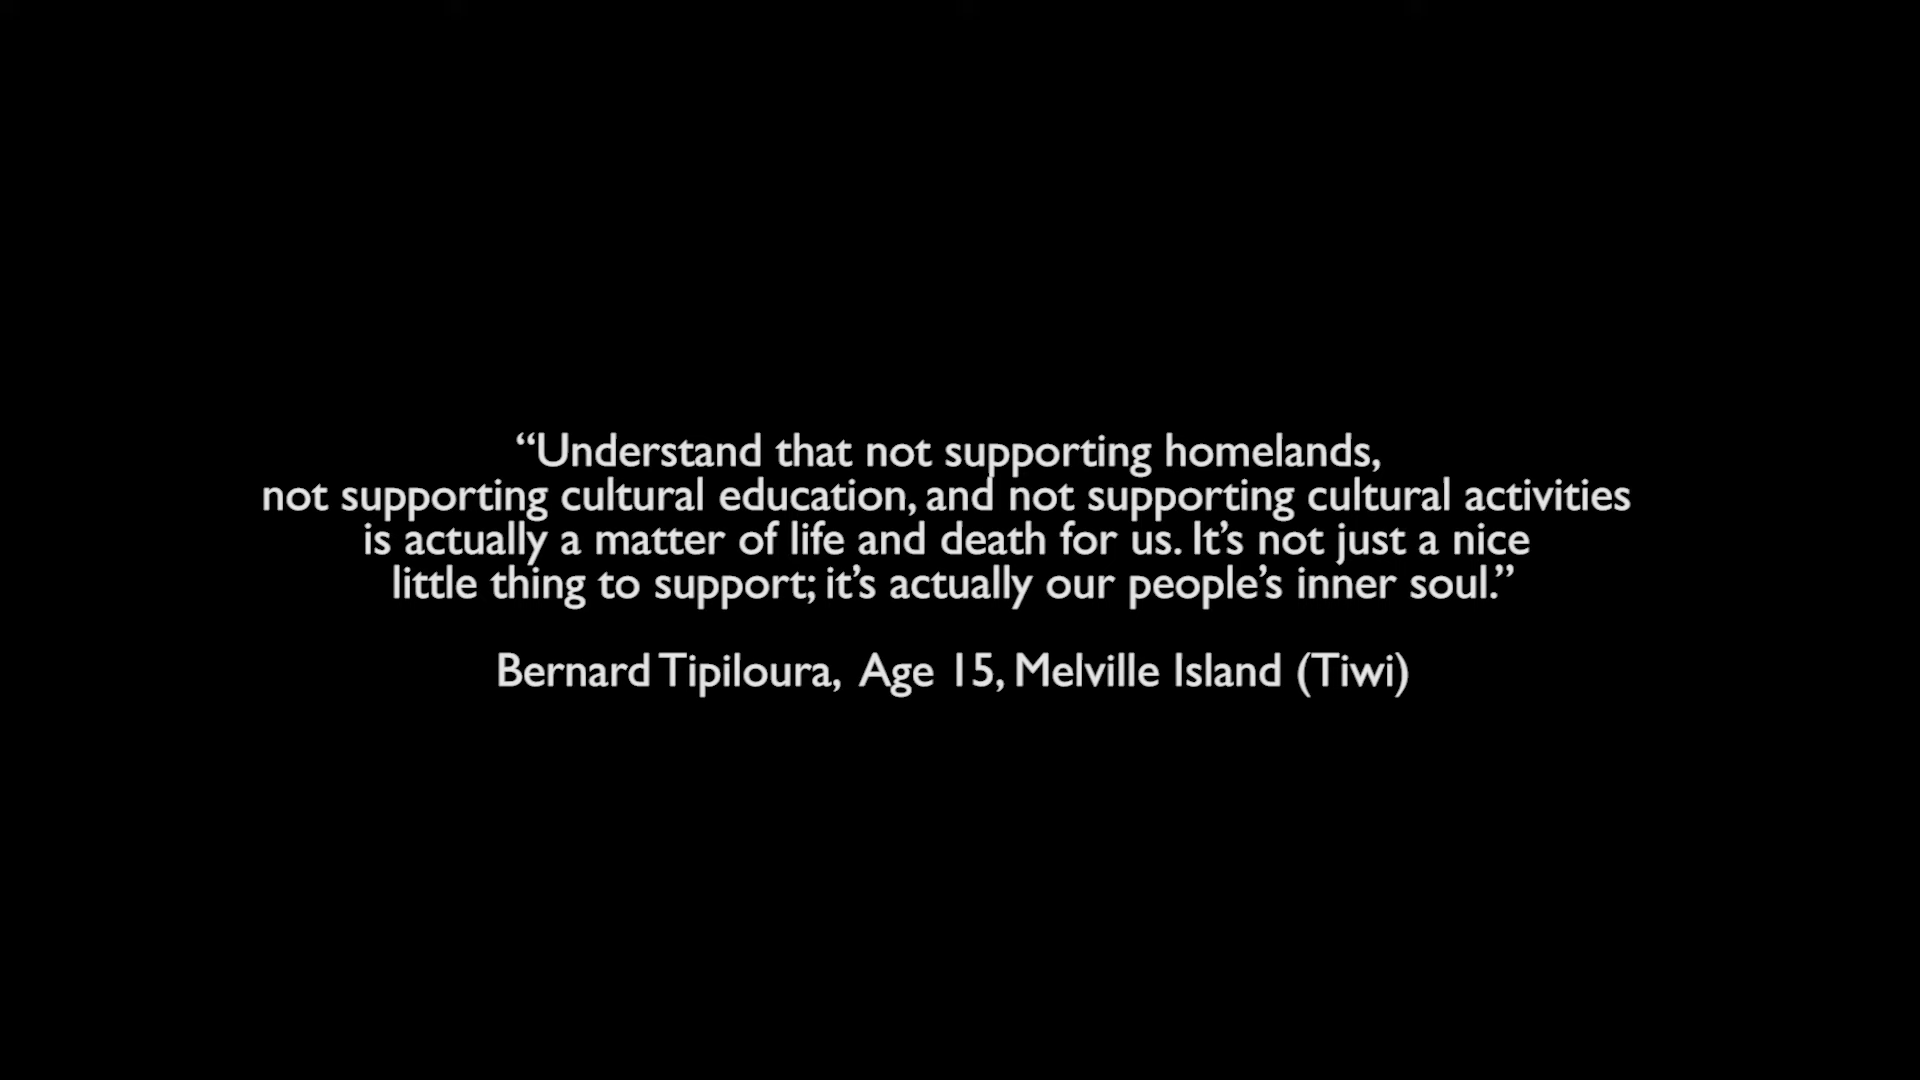 “Understand that not supporting homelands,
not supporting cultural education, and not supporting cultural activities
is actually a matter of life and death for us. It’s not just a nice
little thing to support; it’s actually our people’s inner soul.”
Bernard Tipiloura, Age 15, Melville Island (Tiwi)